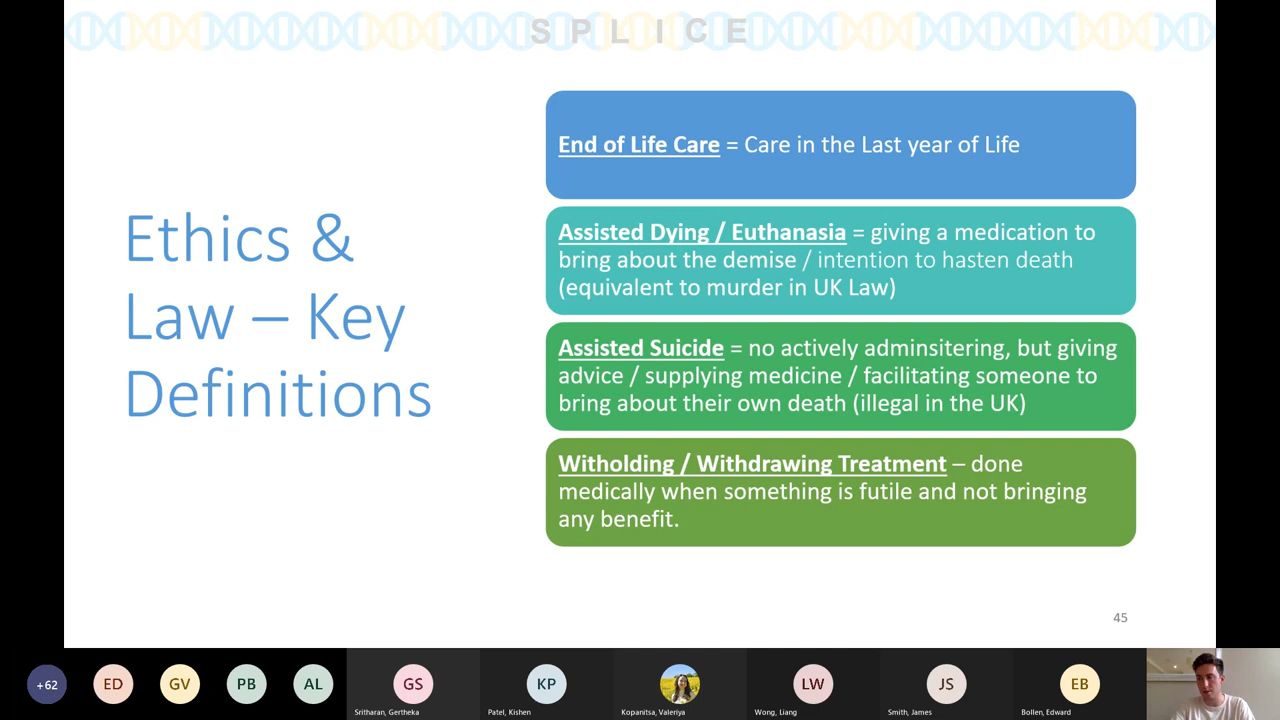 S P L I C E
Ethics &
Law – Key
Definitions
End of Life Care = Care in the Last year of Life
Assisted Dying / Euthanasia = giving a medication to
bring about the demise / intention to hasten death
(equivalent to murder in UK Law)
Assisted Suicide = no actively adminsitering, but giving
advice / supplying medicine / facilitating someone to
bring about their own death (illegal in the UK)
Witholding / Withdrawing Treatment – done
medically when something is futile and not bringing
any benefit.
45
+62
ED
GV
PB
AL
GS
KP
LW
JS
EB
Sritharan, Gertheka
Patel, Kishen
Kopanitsa, Valeriya
Wong, Liang
Smith, James
Bollen, Edward